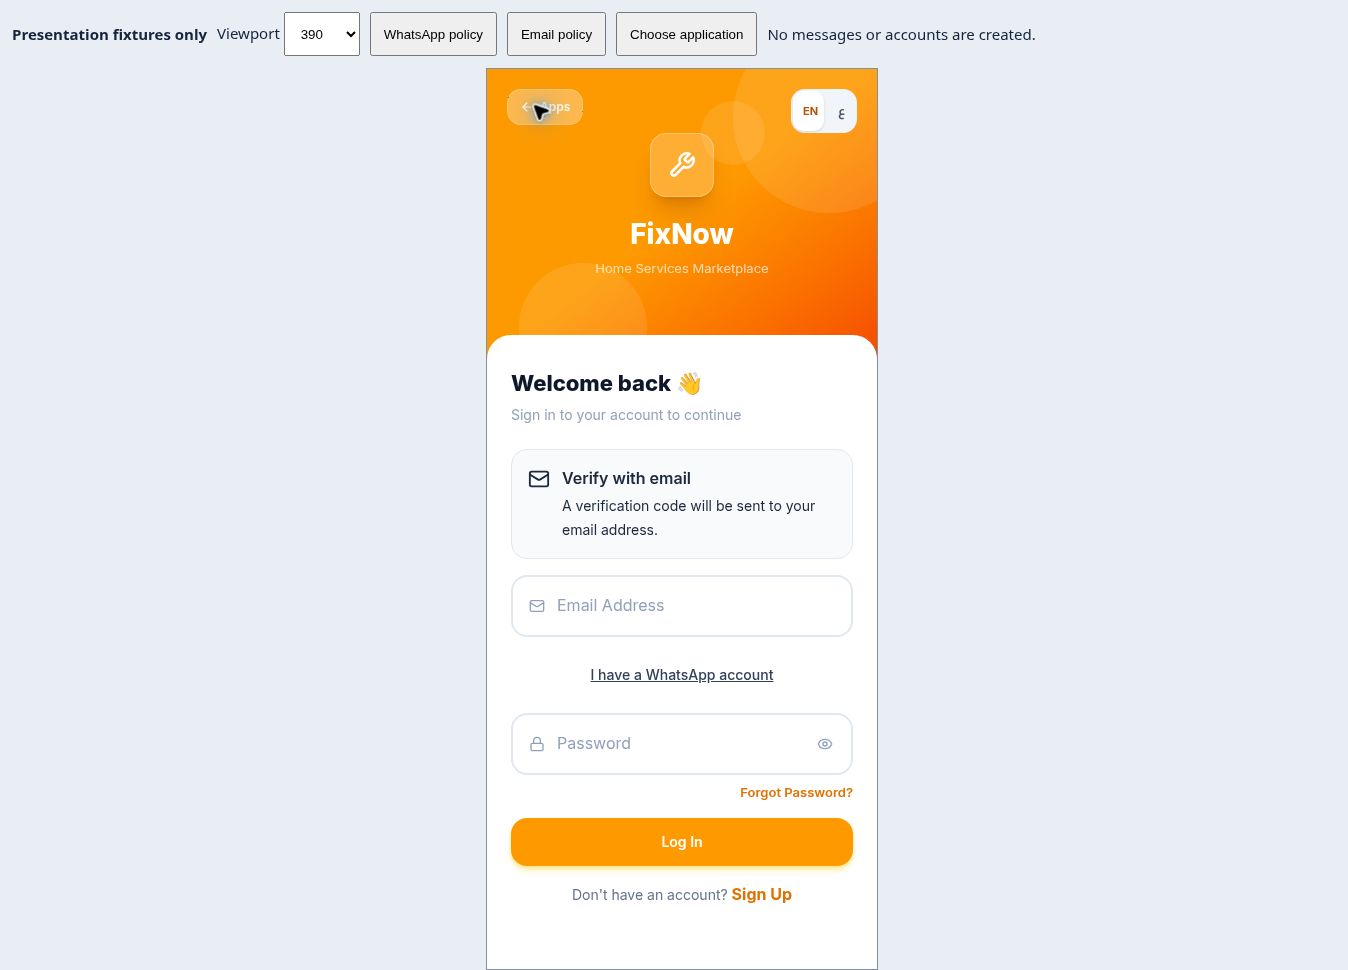 Presentation fixtures only Viewport 390 WhatsApp policy Email policy Choose application No messages or accounts are created.
Apps
EN ع
FixNow
Home Services Marketplace
Welcome back 👋
Sign in to your account to continue
Verify with email
A verification code will be sent to your
email address.
Email Address
I have a WhatsApp account
Password
Forgot Password?
Log In
Don't have an account? Sign Up